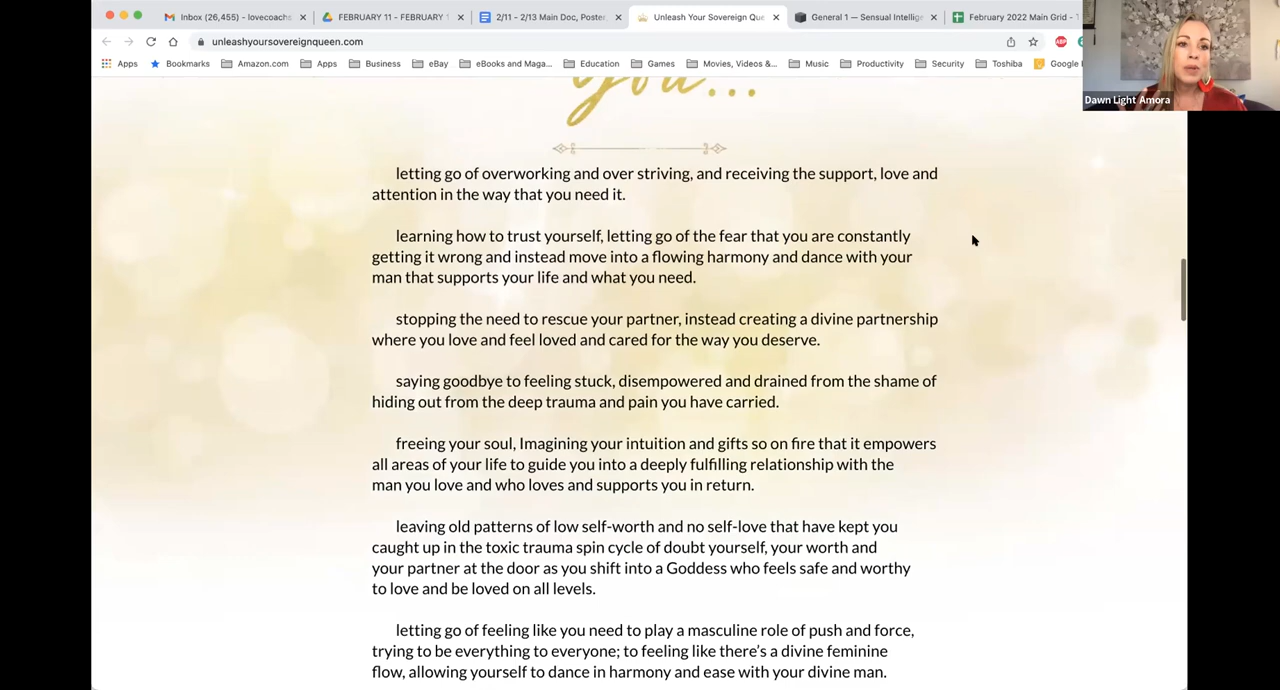 Inbox (26,455) - lovecoachs
FEBRUARY 11 - FEBRUARY
2/11 - 2/13 Main Doc, Poster,
Unleash Your Sovereign Que
General 1 — Sensual Intellig
February 2022 Main Grid -
unleashyoursovereignqueen.com
ABP
Apps
Bookmarks
Amazon.com
Apps
Business
eBay
eBooks and Maga...
Education
Games
Movies, Videos &...
Music
Productivity
Security
Toshiba
Google
Dawn Light Amora
you...
letting go of overworking and over striving, and receiving the support, love and
attention in the way that you need it.
learning how to trust yourself, letting go of the fear that you are constantly
getting it wrong and instead move into a flowing harmony and dance with your
man that supports your life and what you need.
stopping the need to rescue your partner, instead creating a divine partnership
where you love and feel loved and cared for the way you deserve.
saying goodbye to feeling stuck, disempowered and drained from the shame of
hiding out from the deep trauma and pain you have carried.
freeing your soul, Imagining your intuition and gifts so on fire that it empowers
all areas of your life to guide you into a deeply fulfilling relationship with the
man you love and who loves and supports you in return.
leaving old patterns of low self-worth and no self-love that have kept you
caught up in the toxic trauma spin cycle of doubt yourself, your worth and
your partner at the door as you shift into a Goddess who feels safe and worthy
to love and be loved on all levels.
letting go of feeling like you need to play a masculine role of push and force,
trying to be everything to everyone; to feeling like there's a divine feminine
flow, allowing yourself to dance in harmony and ease with your divine man.